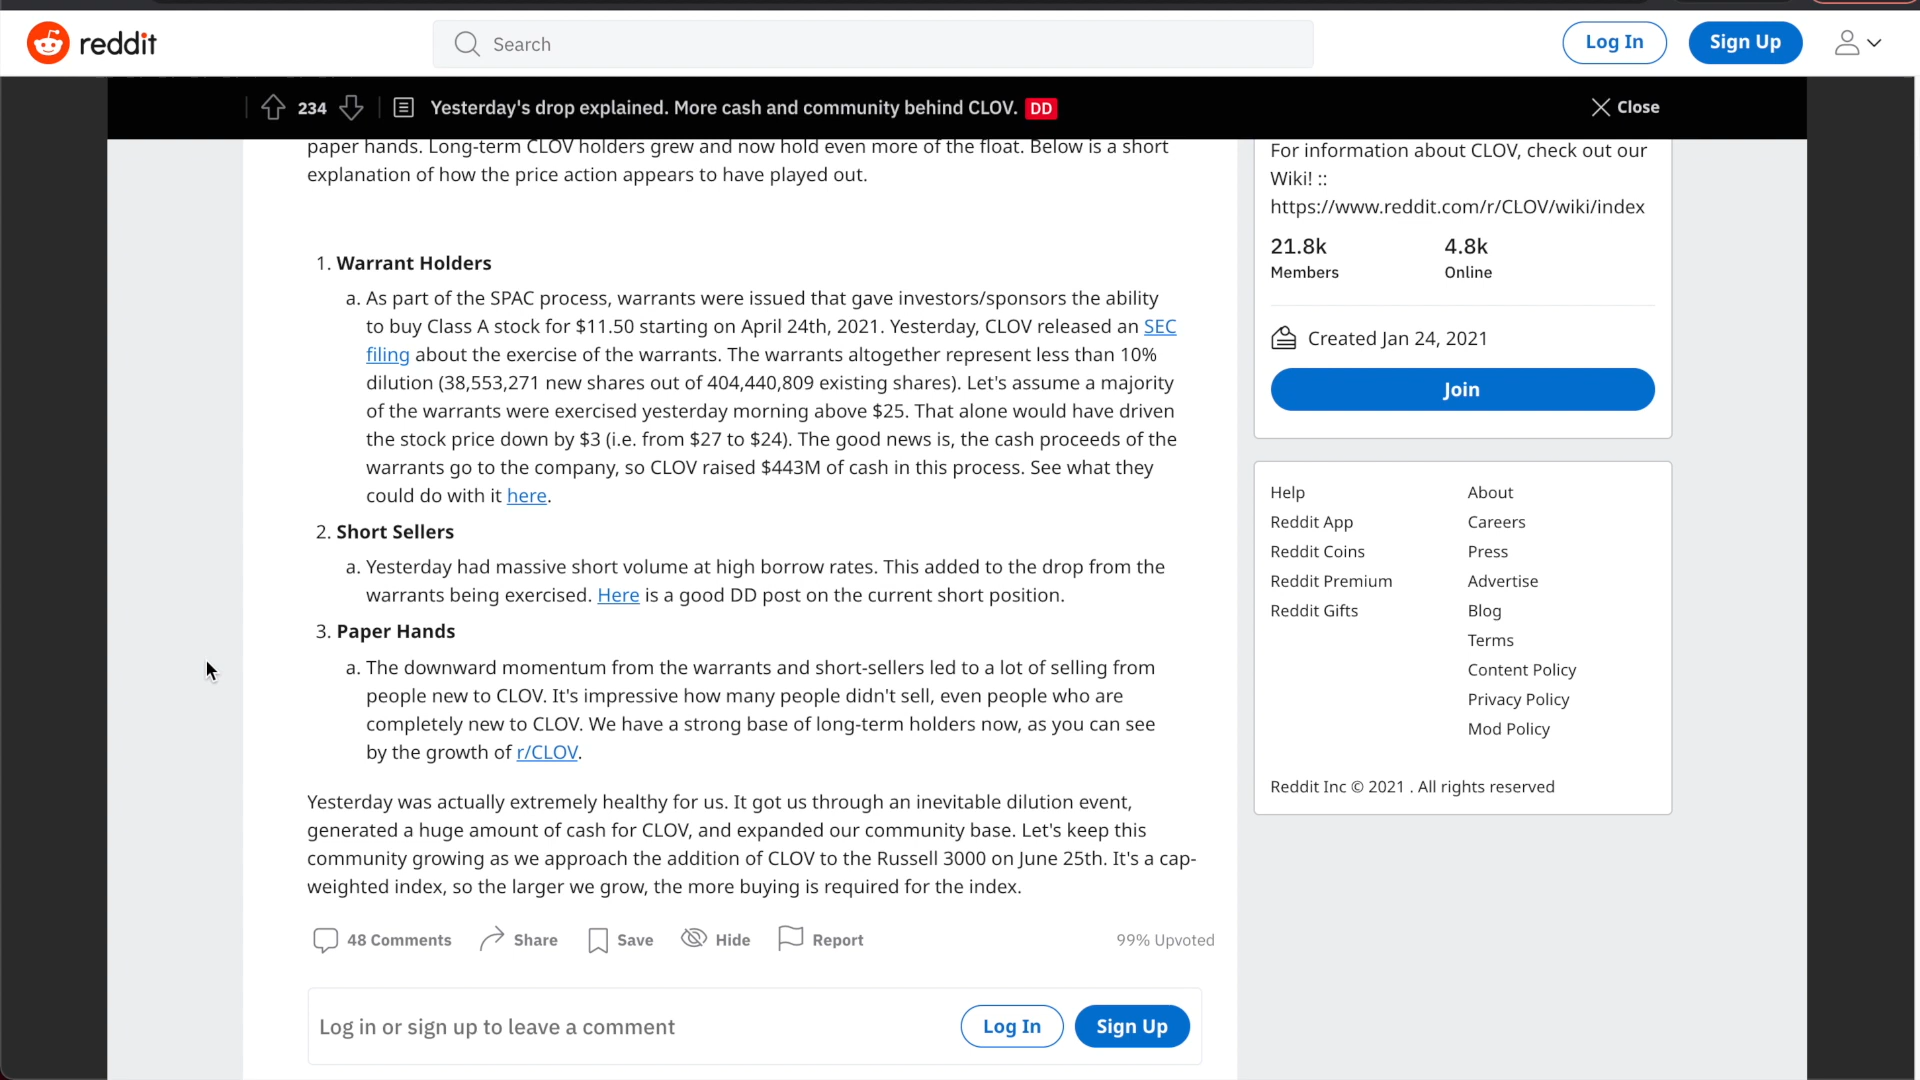 reddit
Search
Log In
Sign Up
234
Yesterday's drop explained. More cash and community behind CLOV. DD
Close
paper hands. Long-term CLOV holders grew and now hold even more of the float. Below is a short
explanation of how the price action appears to have played out.
1. Warrant Holders
a. As part of the SPAC process, warrants were issued that gave investors/sponsors the ability
to buy Class A stock for $11.50 starting on April 24th, 2021. Yesterday, CLOV released an SEC
filing about the exercise of the warrants. The warrants altogether represent less than 10%
dilution (38,553,271 new shares out of 404,440,809 existing shares). Let's assume a majority
of the warrants were exercised yesterday morning above $25. That alone would have driven
the stock price down by $3 (i.e. from $27 to $24). The good news is, the cash proceeds of the
warrants go to the company, so CLOV raised $443M of cash in this process. See what they
could do with it here.
2. Short Sellers
a. Yesterday had massive short volume at high borrow rates. This added to the drop from the
warrants being exercised. Here is a good DD post on the current short position.
3. Paper Hands
a. The downward momentum from the warrants and short-sellers led to a lot of selling from
people new to CLOV. It's impressive how many people didn't sell, even people who are
completely new to CLOV. We have a strong base of long-term holders now, as you can see
by the growth of r/CLOV.
Yesterday was actually extremely healthy for us. It got us through an inevitable dilution event,
generated a huge amount of cash for CLOV, and expanded our community base. Let's keep this
community growing as we approach the addition of CLOV to the Russell 3000 on June 25th. It's a cap-
weighted index, so the larger we grow, the more buying is required for the index.
48 Comments
Share
Save
Hide
Report
99% Upvoted
Log in or sign up to leave a comment
Log In
Sign Up
For information about CLOV, check out our
Wiki! ::
https://www.reddit.com/r/CLOV/wiki/index
21.8k
4.8k
Members
Online
Created Jan 24, 2021
Join
Help
About
Reddit App
Careers
Reddit Coins
Press
Reddit Premium
Advertise
Reddit Gifts
Blog
Terms
Content Policy
Privacy Policy
Mod Policy
Reddit Inc © 2021 . All rights reserved